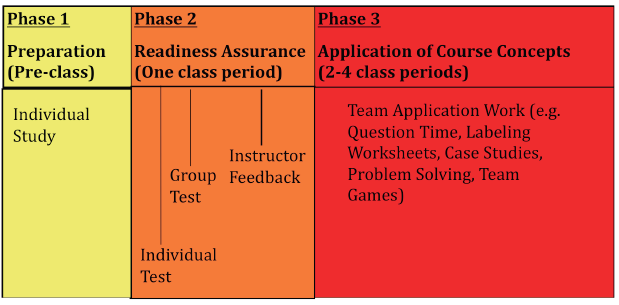 Phase 1
Preparation
(Pre-class)
Individual
Study
Phase 2
Readiness Assurance
(One class period)
Individual
Test
Group
Test
Instructor
Feedback
Phase 3
Application of Course Concepts
(2-4 class periods)
Team Application Work (e.g.
Question Time, Labeling
Worksheets, Case Studies,
Problem Solving, Team
Games)